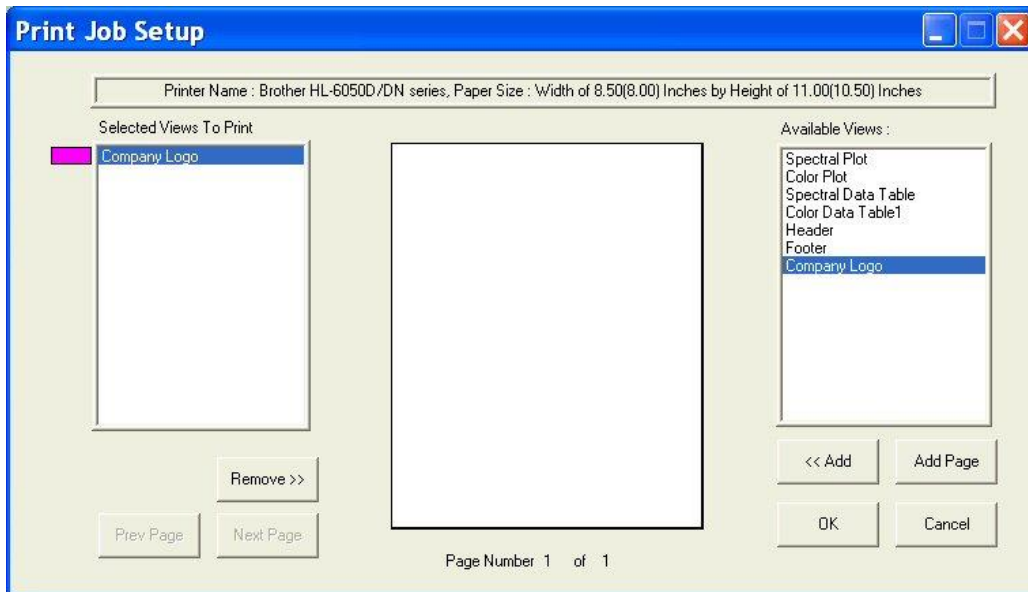 Print Job Setup
Printer Name : Brother HL-6050D/DN series, Paper Size : Width of 8.50(8.00) Inches by Height of 11.00(10.50) Inches
Selected Views To Print
Company Logo
Available Views :
Spectral Plot
Color Plot
Spectral Data Table
Color Data Table1
Header
Footer
Company Logo
Remove >>
<< Add
Add Page
Prev Page
Next Page
OK
Cancel
Page Number 1 of 1